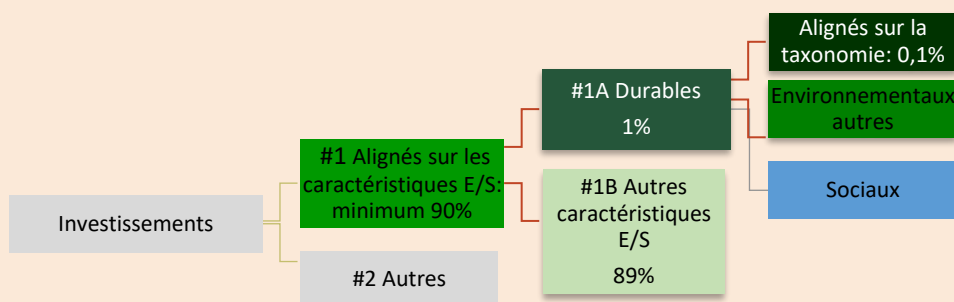 Investissements
#1 Alignés sur les
caractéristiques E/S:
minimum 90%
#2 Autres
#1A Durables
1%
#1B Autres
caractéristiques
E/S
89%
Alignés sur la
taxonomie: 0,1%
Environnementaux
autres
Sociaux